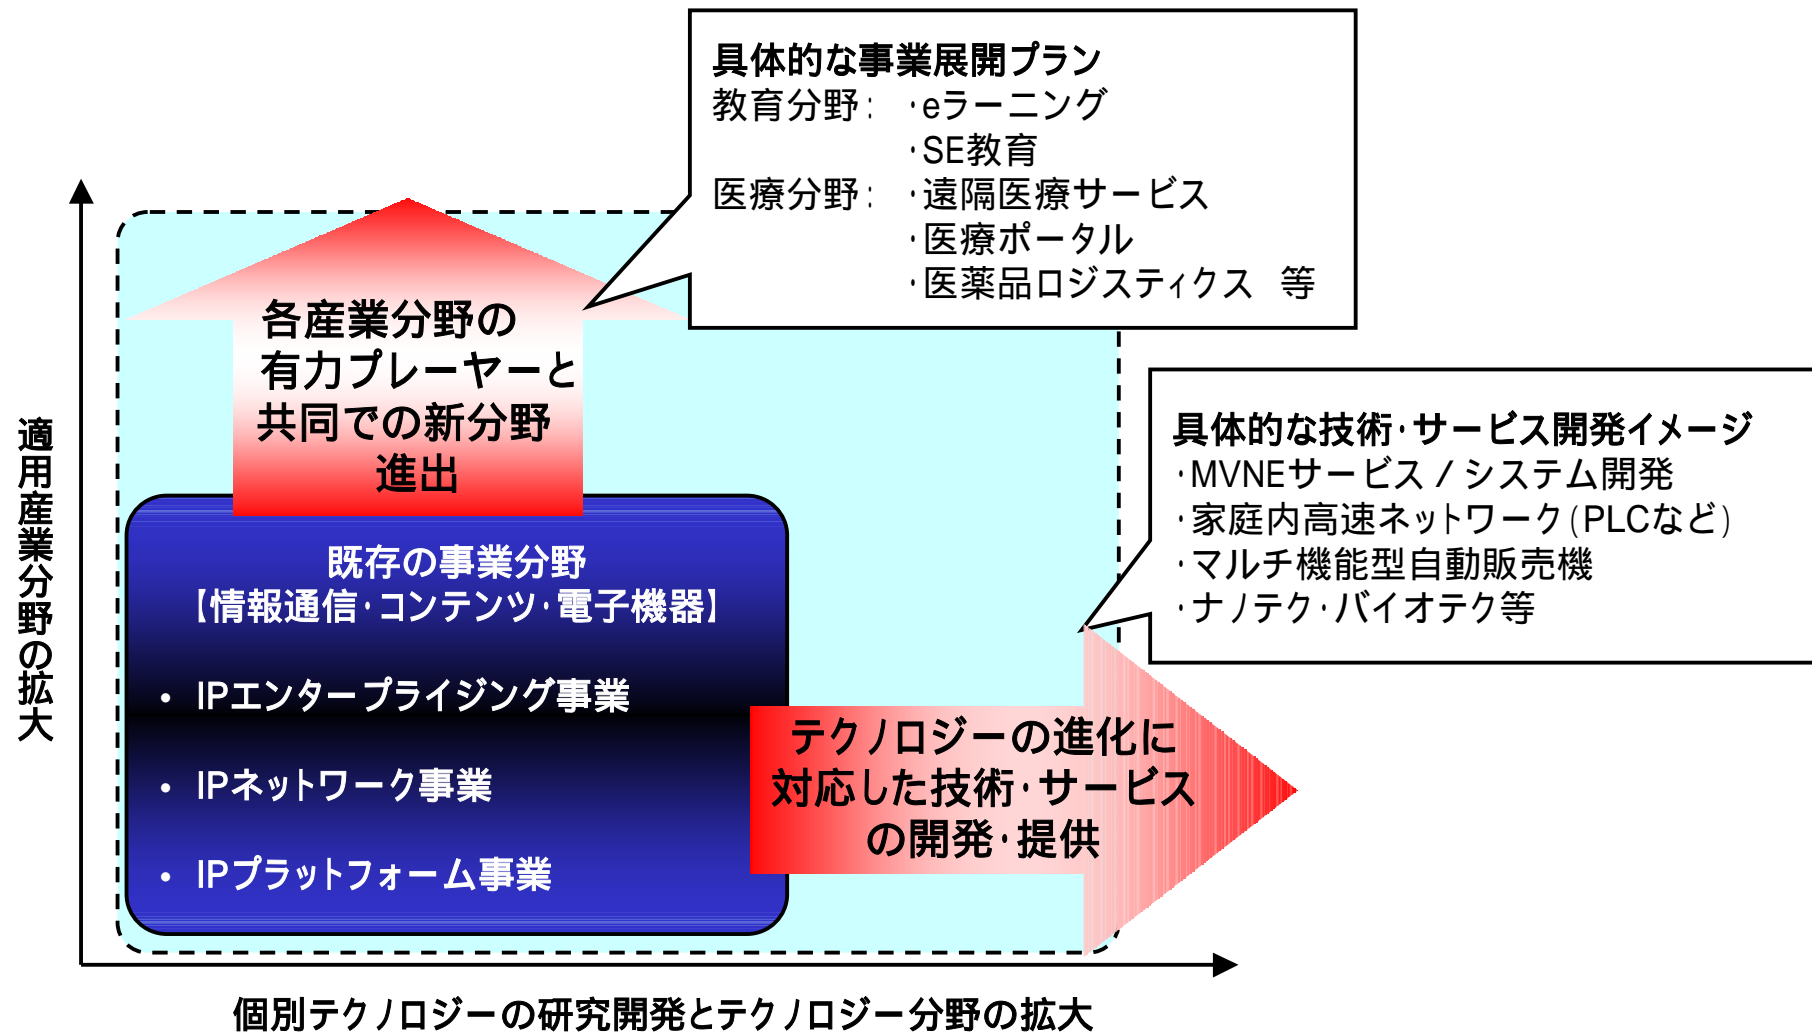 具体的な事業展開プラン
教育分野: ・eラーニング
・SE教育
医療分野: ・遠隔医療サービス
・医療ポータル
・医薬品ロジスティクス 等
各産業分野の
有力プレーヤーと
共同での新分野
進出
適用産業分野の拡大
具体的な技術・サービス開発イメージ
・MVNEサービス / システム開発
・家庭内高速ネットワーク(PLCなど)
・マルチ機能型自動販売機
・ナノテク・バイオテク等
既存の事業分野
【情報通信・コンテンツ・電子機器】
• IPエンタープライジング事業
• IPネットワーク事業
• IPプラットフォーム事業
テクノロジーの進化に
対応した技術・サービス
の開発・提供
個別テクノロジーの研究開発とテクノロジー分野の拡大